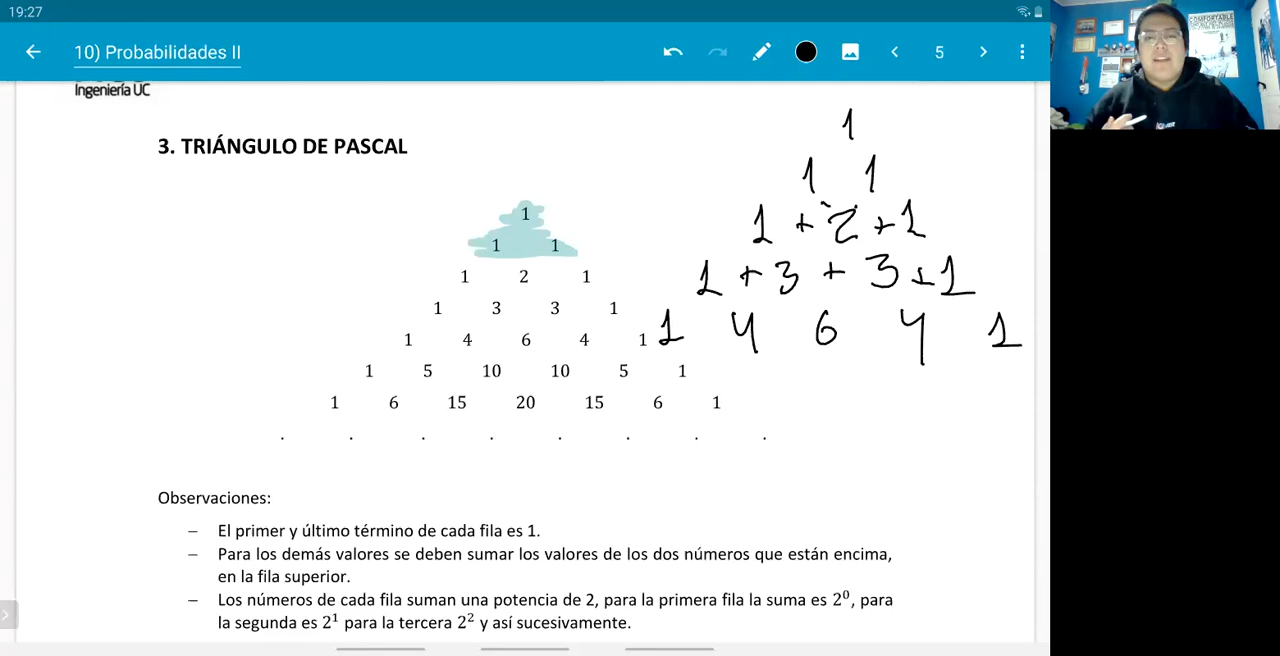 19:27
10) Probabilidades II
5
Ingeniería UC
3. TRIÁNGULO DE PASCAL
1
1 1
1 2 1
1 3 3 1
1 4 6 4 1
1 5 10 10 5 1
1 6 15 20 15 6 1
. . . . . . . .
1
1 1
1 + 2 + 1
1 + 3 + 3 + 1
1 4 6 4 1
Observaciones:
– El primer y último término de cada fila es 1.
– Para los demás valores se deben sumar los valores de los dos números que están encima,
en la fila superior.
– Los números de cada fila suman una potencia de 2, para la primera fila la suma es 2⁰, para
la segunda es 2¹ para la tercera 2² y así sucesivamente.
COMFORTABLE